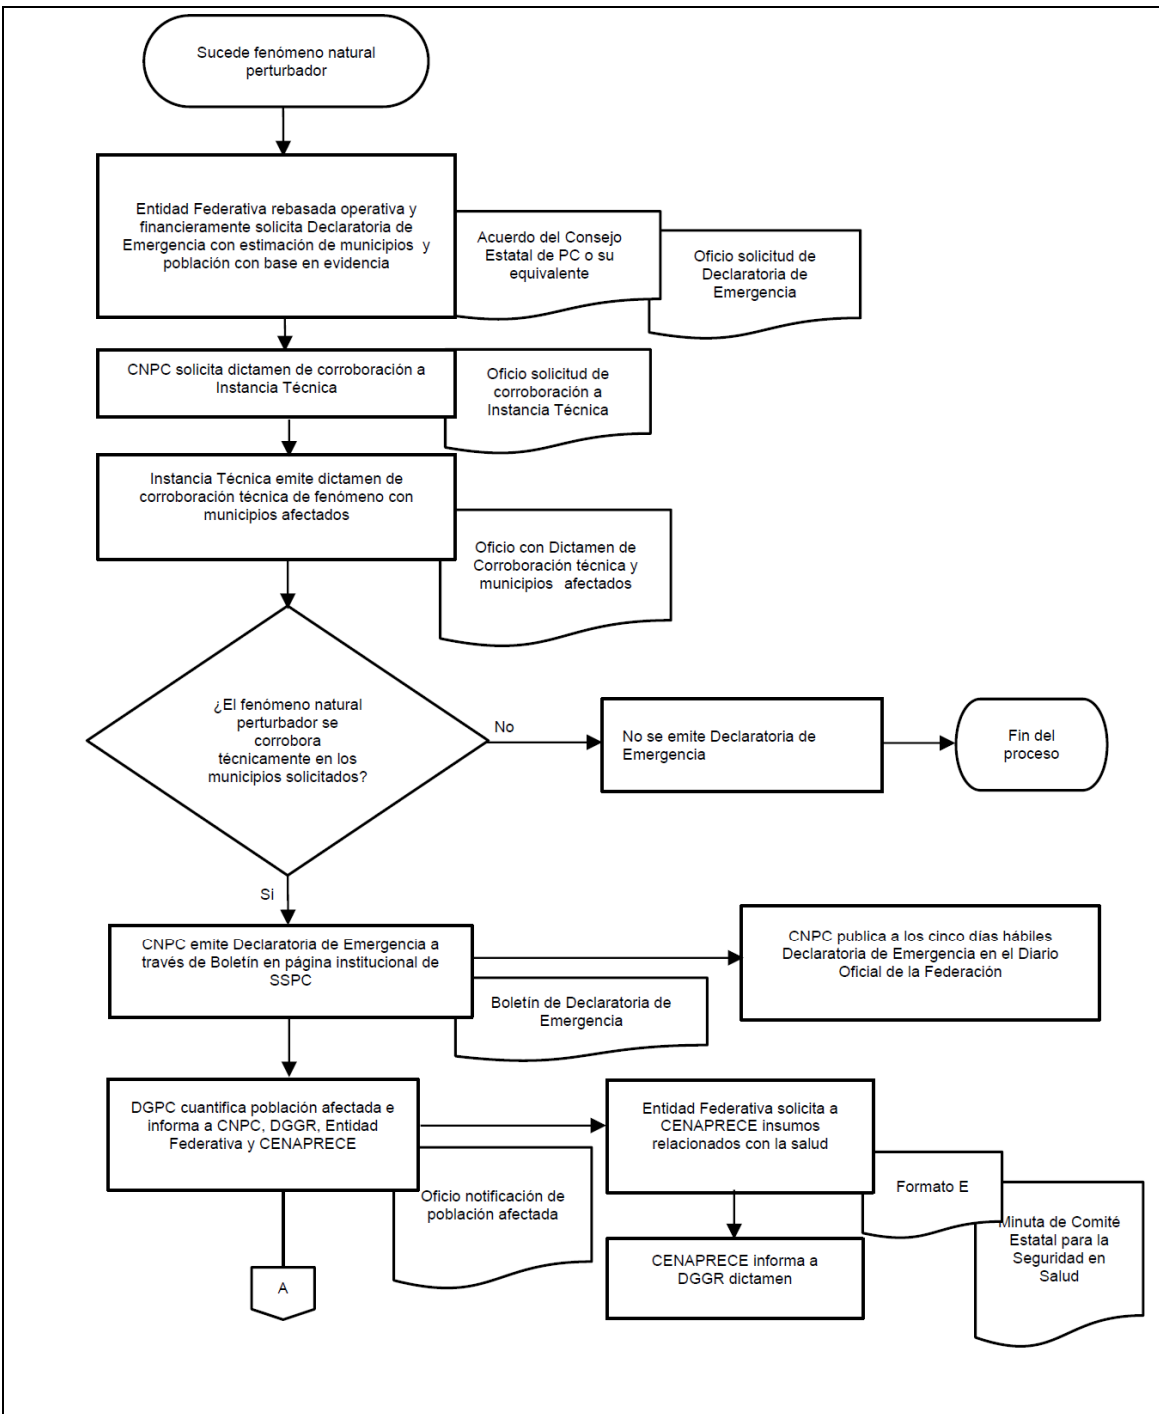 Sucede fenómeno natural
perturbador
Entidad Federativa rebasada operativa y
financieramente solicita Declaratoria de
Emergencia con estimación de municipios y
población con base en evidencia
Acuerdo del Consejo
Estatal de PC o su
equivalente
Oficio solicitud de
Declaratoria de
Emergencia
CNPC solicita dictamen de corroboración a
Instancia Técnica
Oficio solicitud de
corroboración a
Instancia Técnica
Instancia Técnica emite dictamen de
corroboración técnica de fenómeno con
municipios afectados
Oficio con Dictamen de
Corroboración técnica y
municipios afectados
¿El fenómeno natural
perturbador se
corrobora
técnicamente en los
municipios solicitados?
No
No se emite Declaratoria de
Emergencia
Fin del
proceso
Si
CNPC emite Declaratoria de Emergencia a
través de Boletín en página institucional de
SSPC
Boletín de Declaratoria de
Emergencia
CNPC publica a los cinco días hábiles
Declaratoria de Emergencia en el Diario
Oficial de la Federación
DGPC cuantifica población afectada e
informa a CNPC, DGGR, Entidad
Federativa y CENAPRECE
Oficio notificación de
población afectada
Entidad Federativa solicita a
CENAPRECE insumos
relacionados con la salud
Formato E
Minuta de Comité
Estatal para la
Seguridad en
Salud
CENAPRECE informa a
DGGR dictamen
A